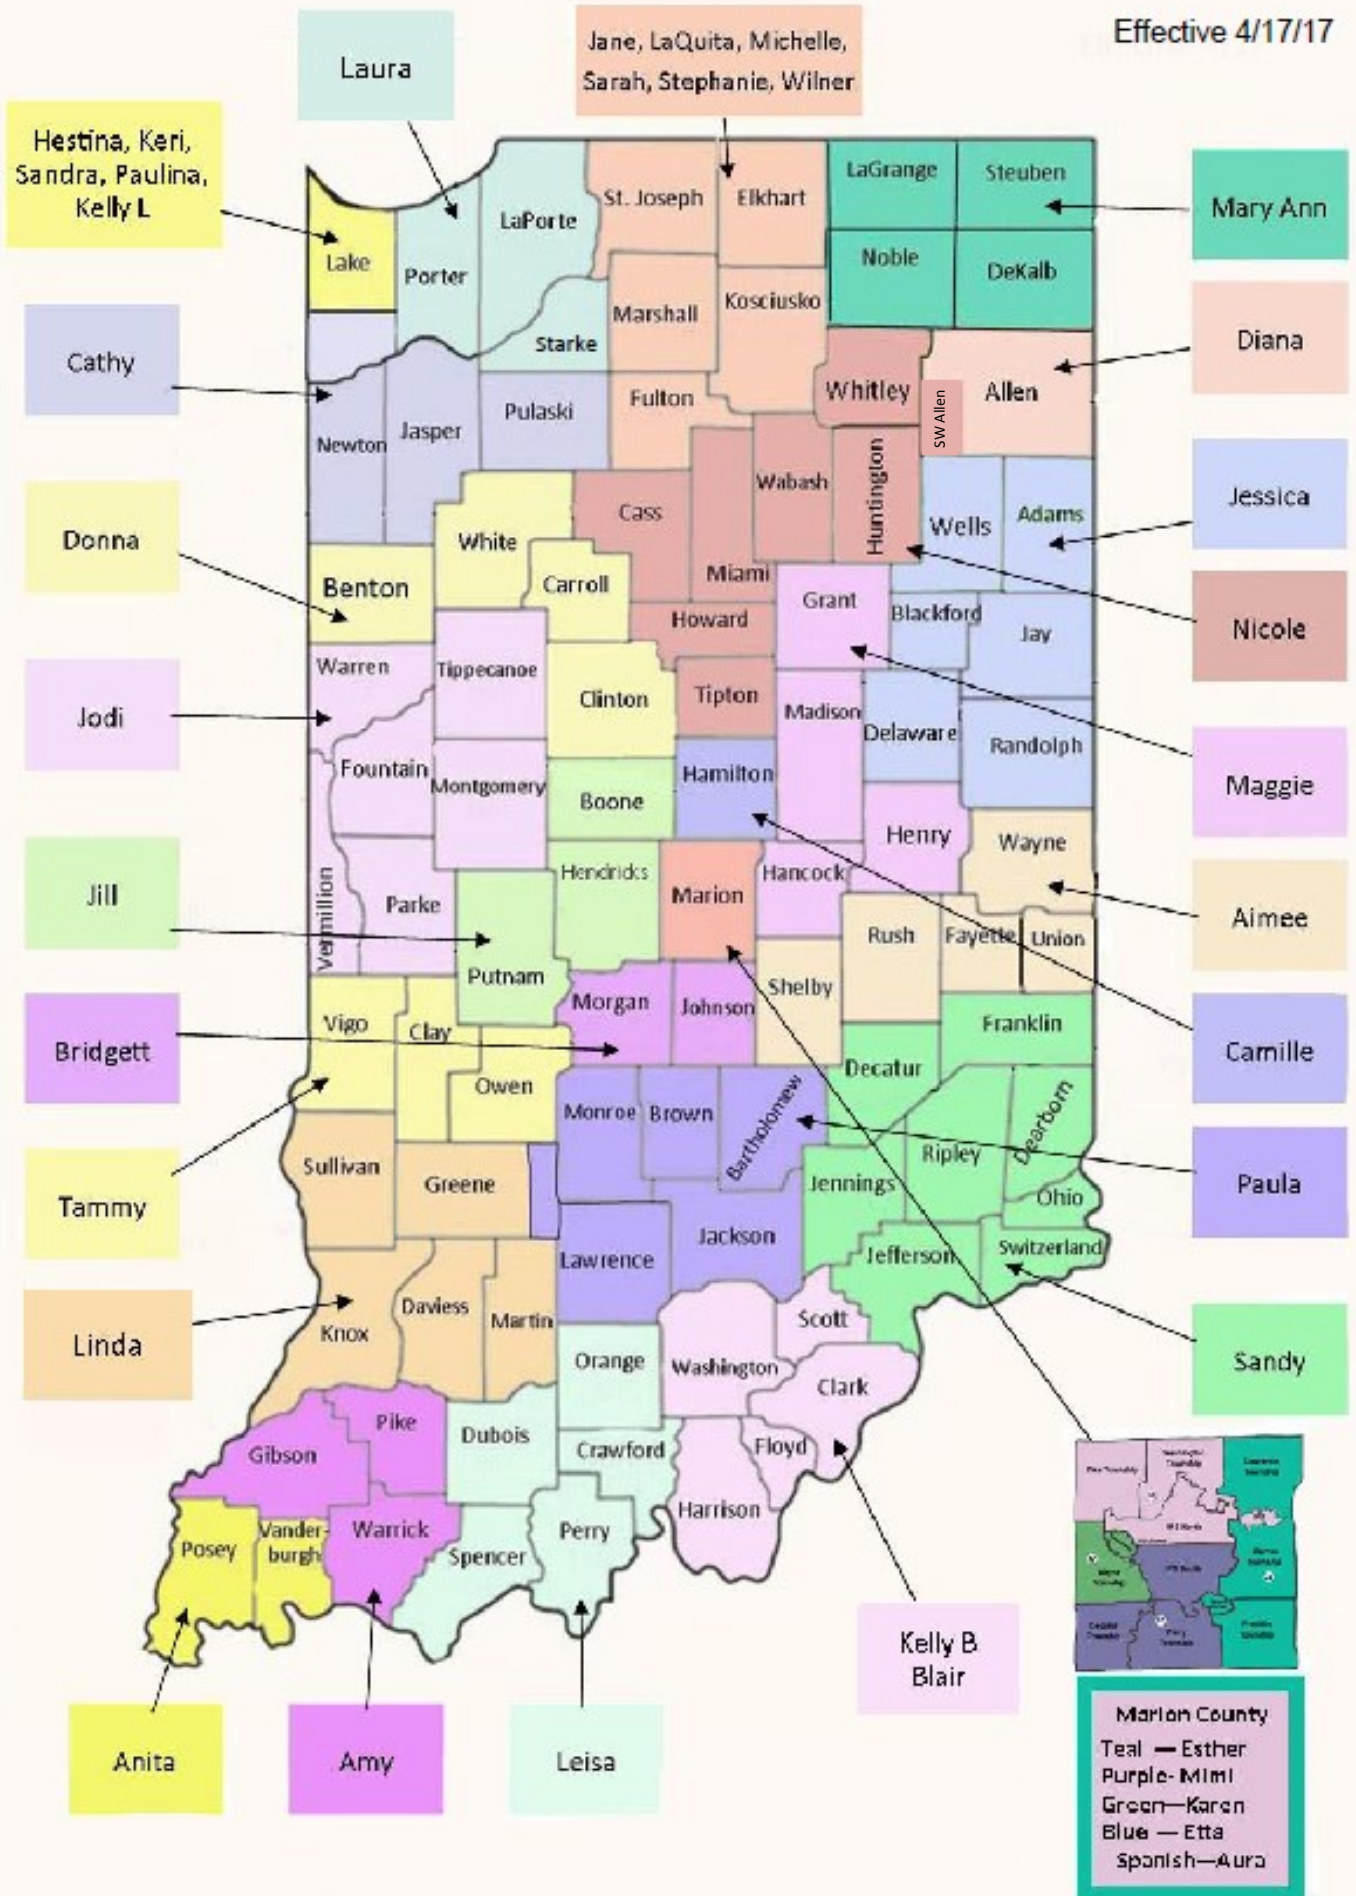 Effective 4/17/17
Laura
Jane, LaQuita, Michelle,
Sarah, Stephanie, Wilner
Hestina, Keri,
Sandra, Paulina,
Kelly L
Cathy
Donna
Jodi
Jill
Bridgett
Tammy
Linda
Anita
Amy
Leisa
Kelly B
Blair
Mary Ann
Diana
Jessica
Nicole
Maggie
Aimee
Camille
Paula
Sandy
Lake
Porter
LaPorte
St. Joseph
Elkhart
LaGrange
Steuben
Noble
DeKalb
Starke
Marshall
Kosciusko
Newton
Jasper
Pulaski
Fulton
Whitley
SW Allen
Allen
White
Cass
Miami
Wabash
Huntington
Wells
Adams
Benton
Carroll
Howard
Grant
Blackford
Jay
Warren
Tippecanoe
Clinton
Tipton
Madison
Delaware
Randolph
Fountain
Montgomery
Boone
Hamilton
Henry
Wayne
Vermillion
Parke
Putnam
Hendricks
Marion
Hancock
Rush
Fayette
Union
Vigo
Clay
Owen
Morgan
Johnson
Shelby
Decatur
Franklin
Monroe
Brown
Bartholomew
Jennings
Ripley
Dearborn
Ohio
Sullivan
Greene
Lawrence
Jackson
Jefferson
Switzerland
Knox
Daviess
Martin
Orange
Washington
Scott
Clark
Gibson
Pike
Dubois
Crawford
Floyd
Harrison
Posey
Vander-
burgh
Warrick
Spencer
Perry
Marion County
Teal — Esther
Purple- Mimi
Green—Karen
Blue — Etta
Spanish—Aura